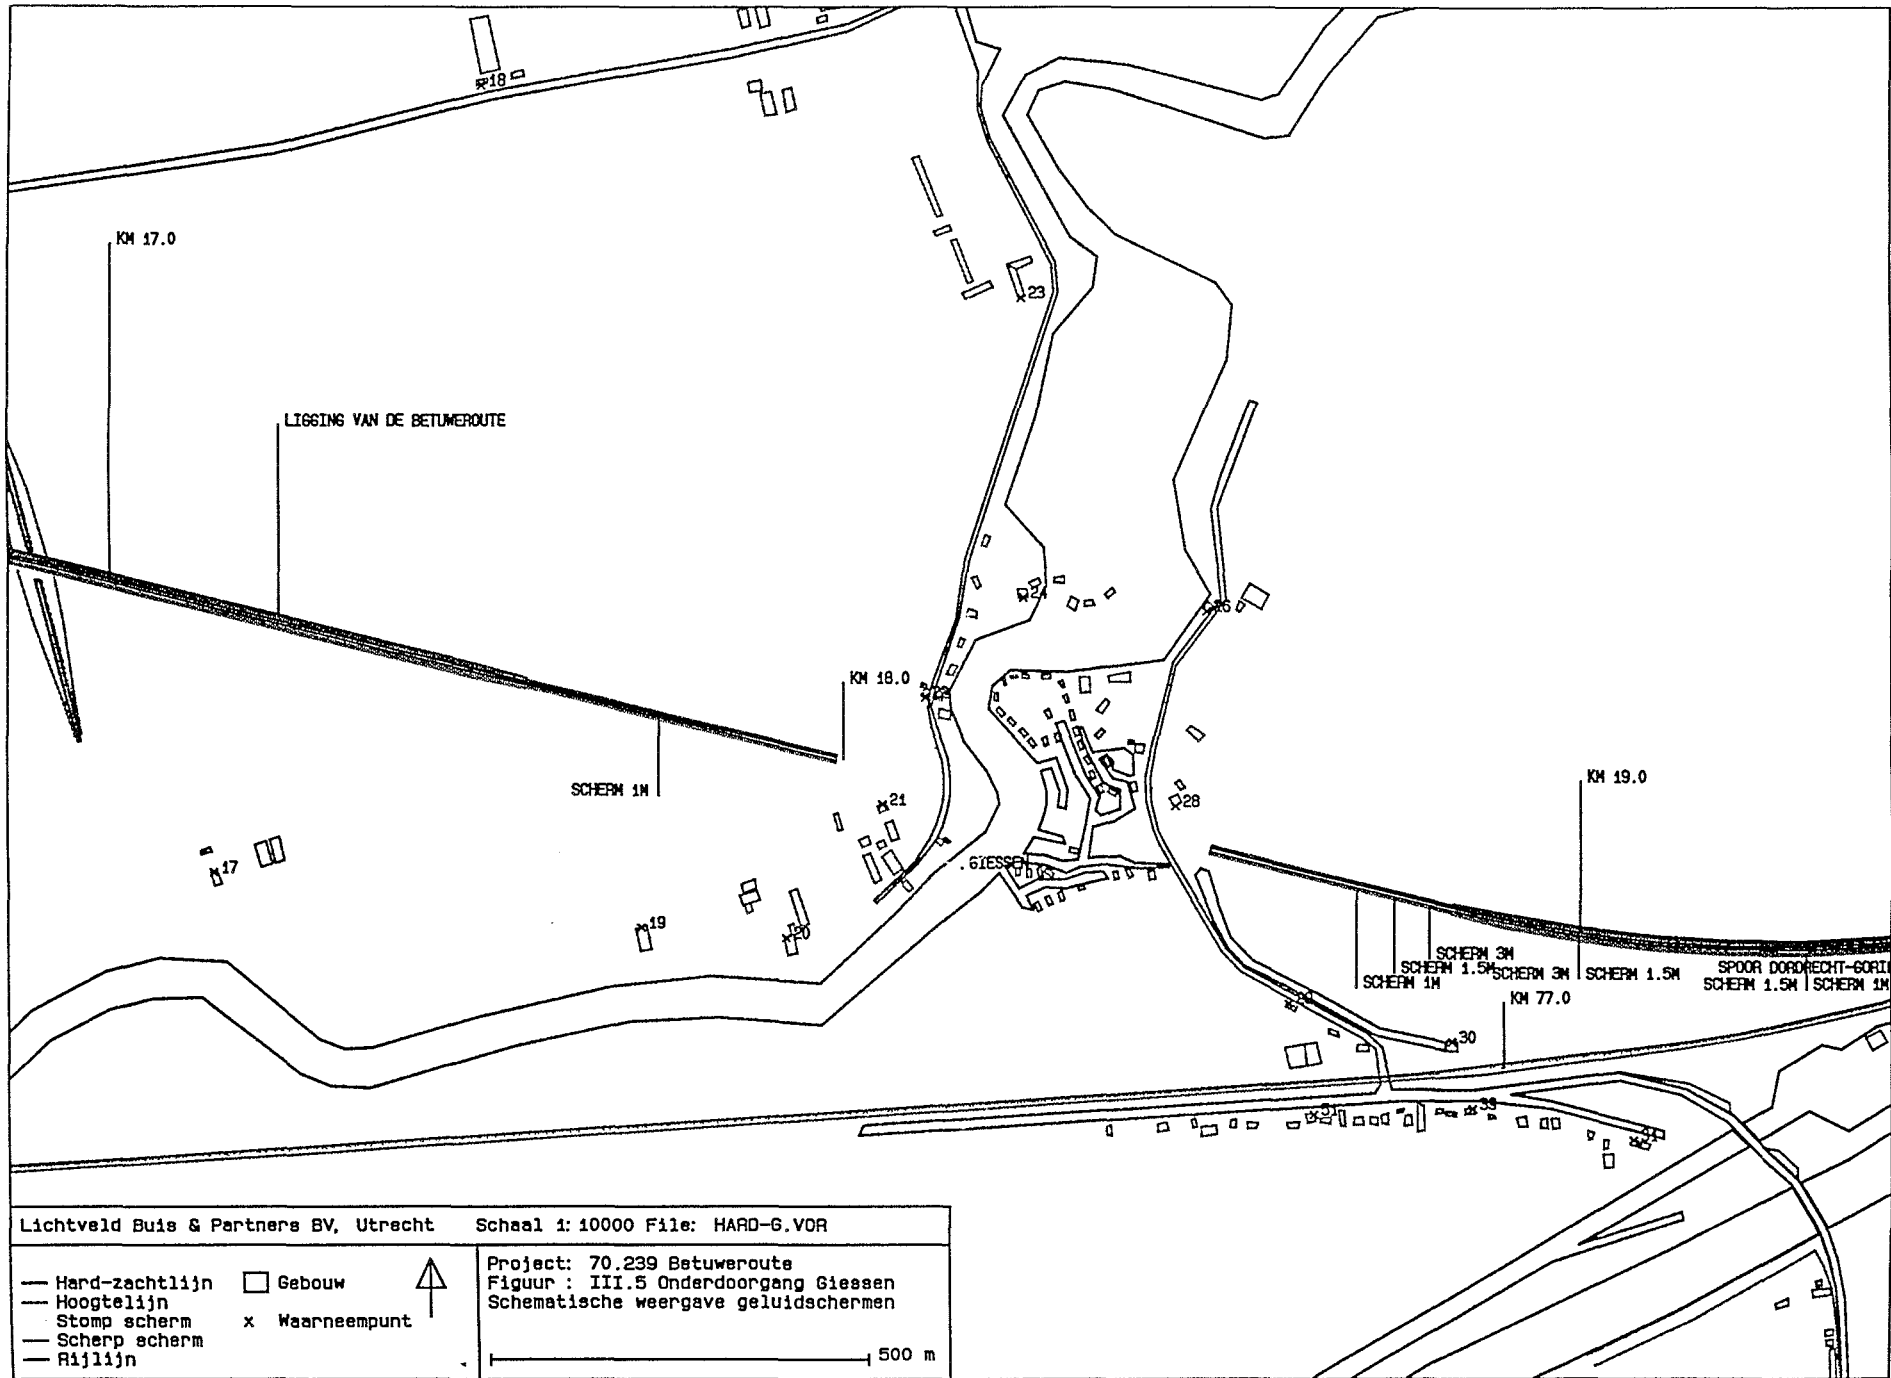 18
KM 17.0
23
LIGGING VAN DE BETUWEROUTE
24
26
KM 18.0
22
SCHERM 1M
KM 19.0
21
28
17
.GIESSEN
19
20
SCHERM 3M
SCHERM 1.5M
SCHERM 3M
SCHERM 1.5M
SPOOR DORDRECHT-GORI
SCHERM 1M
SCHERM 1.5M
SCHERM 1M
KM 77.0
29
30
31
33
Lichtveld Buis & Partners BV, Utrecht Schaal 1: 10000 File: HARD-G.VDR
Hard-zachtlijn
Gebouw
Hoogtelijn
Stomp scherm
x Waarneempunt
Scherp scherm
Rijlijn
Project: 70.239 Betuweroute
Figuur : III.5 Onderdoorgang Giessen
Schematische weergave geluidschermen
500 m